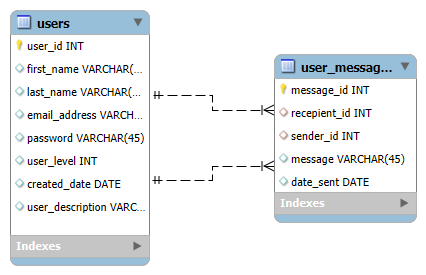 users
user_id INT
first_name VARCHAR(...
last_name VARCHAR(...
email_address VARCH...
password VARCHAR(45)
user_level INT
created_date DATE
user_description VARC...
Indexes
user_messag...
message_id INT
recepient_id INT
sender_id INT
message VARCHAR(45)
date_sent DATE
Indexes